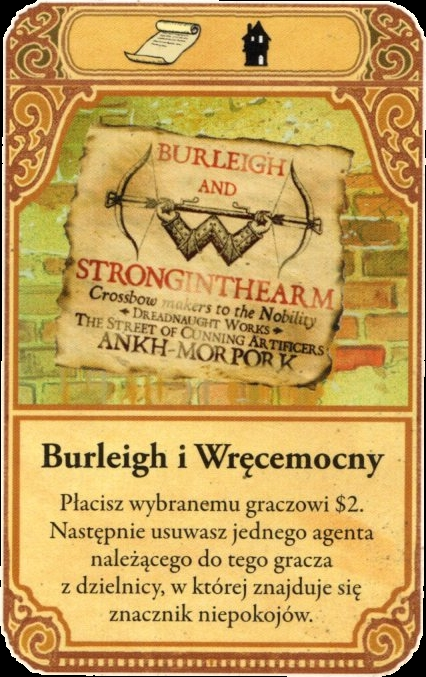 BURLEIGH
AND
STRONGINTHEARM
Crossbow makers to the Nobility
DREADNAUGHT WORKS
THE STREET OF CUNNING ARTIFICERS
ANKH-MORPORK
Burleigh i Wręcemocny
Płacisz wybranemu graczowi $2.
Następnie usuwasz jednego agenta
należącego do tego gracza
z dzielnicy, w której znajduje się
znacznik niepokojów.